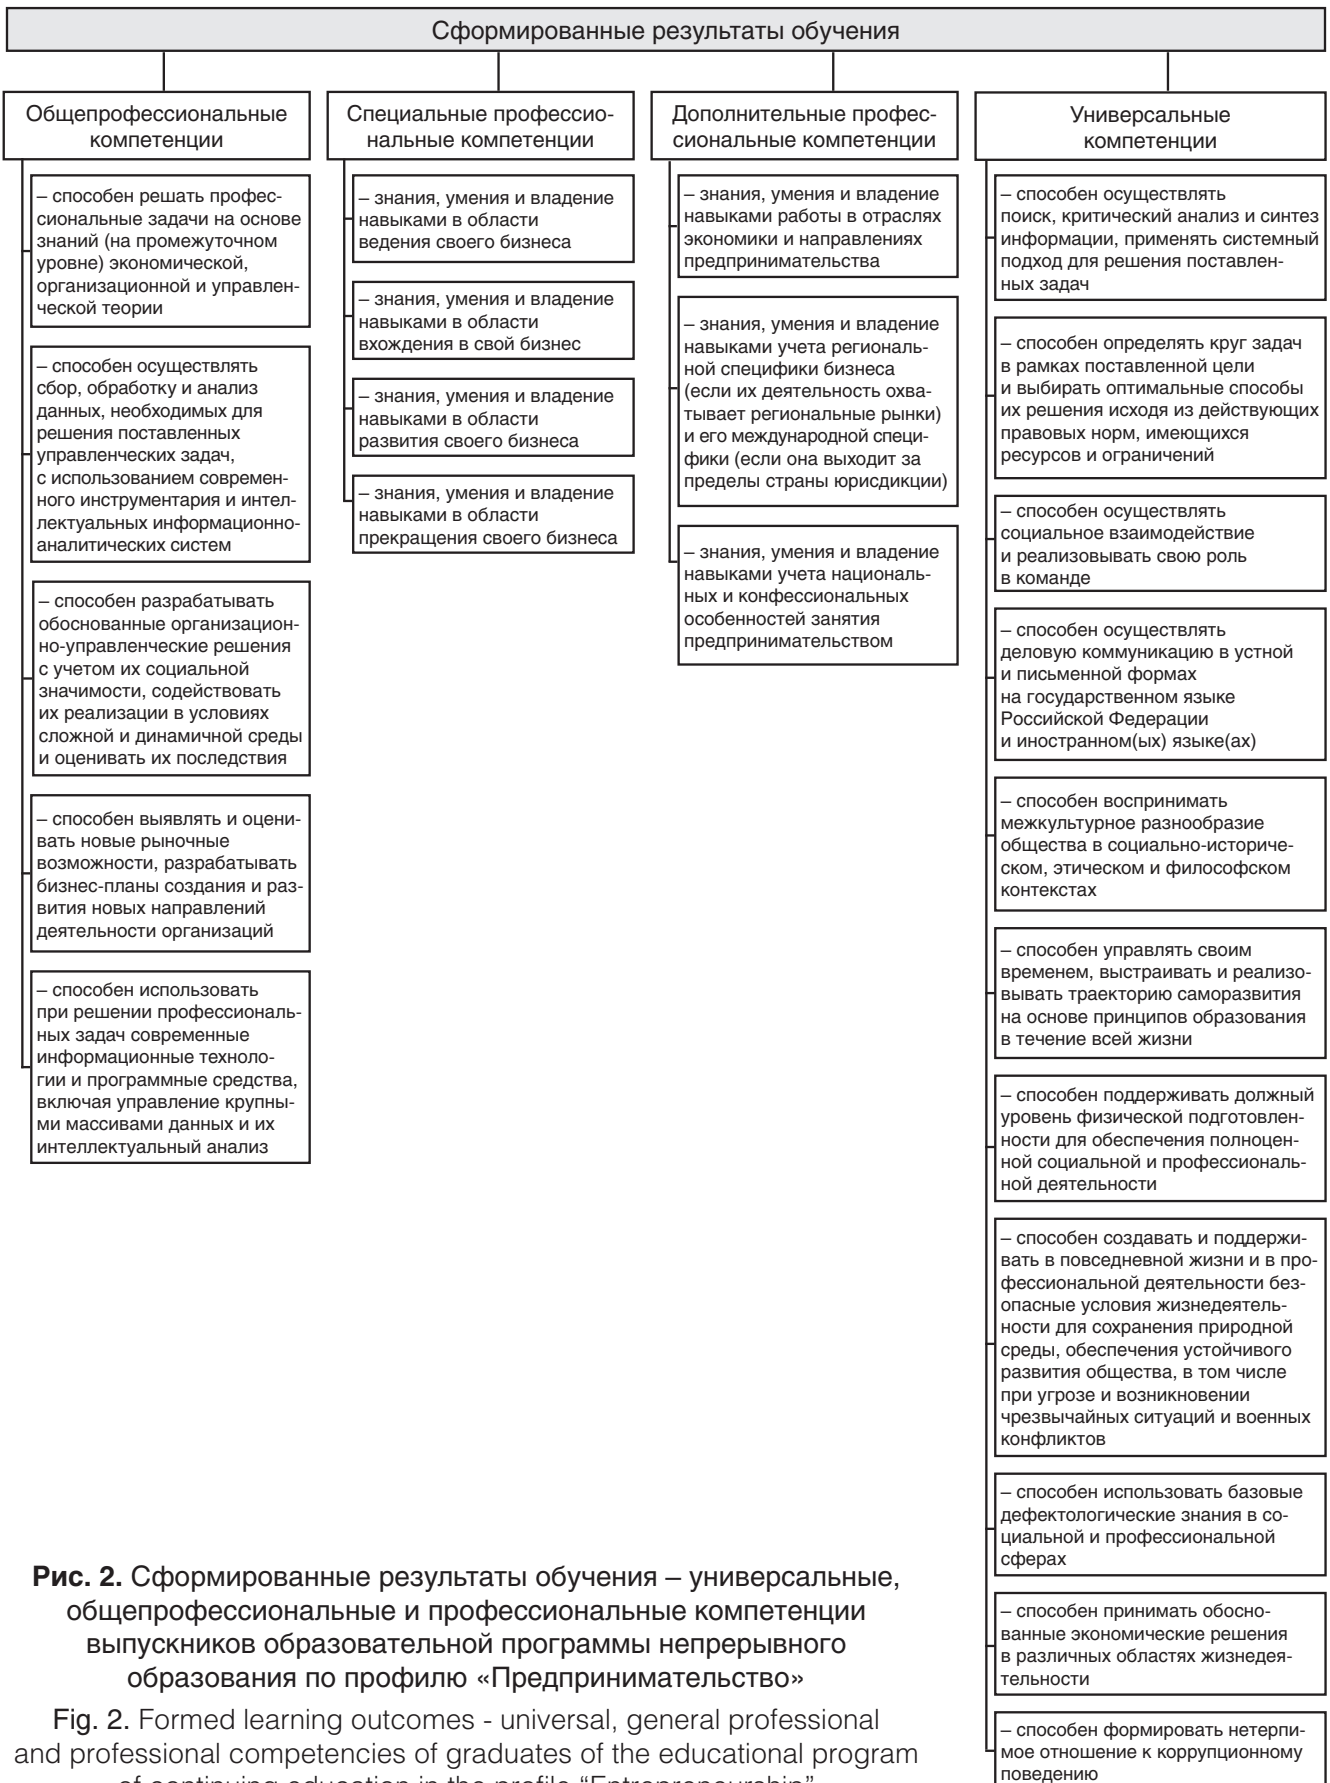 Сформированные результаты обучения
Общепрофессиональные
компетенции
– способен решать профес-
сиональные задачи на основе
знаний (на промежуточном
уровне) экономической,
организационной и управлен-
ческой теории
– способен осуществлять
сбор, обработку и анализ
данных, необходимых для
решения поставленных
управленческих задач,
с использованием современ-
ного инструментария и интел-
лектуальных информационно-
аналитических систем
– способен разрабатывать
обоснованные организацион-
но-управленческие решения
с учетом их социальной
значимости, содействовать
их реализации в условиях
сложной и динамичной среды
и оценивать их последствия
– способен выявлять и оцени-
вать новые рыночные
возможности, разрабатывать
бизнес-планы создания и раз-
вития новых направлений
деятельности организаций
– способен использовать
при решении профессиональ-
ных задач современные
информационные техноло-
гии и программные средства,
включая управление крупны-
ми массивами данных и их
интеллектуальный анализ
Специальные профессио-
нальные компетенции
– знания, умения и владение
навыками в области
ведения своего бизнеса
– знания, умения и владение
навыками в области
вхождения в свой бизнес
– знания, умения и владение
навыками в области
развития своего бизнеса
– знания, умения и владение
навыками в области
прекращения своего бизнеса
Дополнительные профес-
сиональные компетенции
– знания, умения и владение
навыками работы в отраслях
экономики и направлениях
предпринимательства
– знания, умения и владение
навыками учета региональ-
ной специфики бизнеса
(если их деятельность охва-
тывает региональные рынки)
и его международной специ-
фики (если она выходит за
пределы страны юрисдикции)
– знания, умения и владение
навыками учета националь-
ных и конфессиональных
особенностей занятия
предпринимательством
Универсальные
компетенции
– способен осуществлять
поиск, критический анализ и синтез
информации, применять системный
подход для решения поставлен-
ных задач
– способен определять круг задач
в рамках поставленной цели
и выбирать оптимальные способы
их решения исходя из действующих
правовых норм, имеющихся
ресурсов и ограничений
– способен осуществлять
социальное взаимодействие
и реализовывать свою роль
в команде
– способен осуществлять
деловую коммуникацию в устной
и письменной формах
на государственном языке
Российской Федерации
и иностранном(ых) языке(ах)
– способен воспринимать
межкультурное разнообразие
общества в социально-историче-
ском, этическом и философском
контекстах
– способен управлять своим
временем, выстраивать и реализо-
вывать траекторию саморазвития
на основе принципов образования
в течение всей жизни
– способен поддерживать должный
уровень физической подготовлен-
ности для обеспечения полноцен-
ной социальной и профессиональ-
ной деятельности
– способен создавать и поддержи-
вать в повседневной жизни и в про-
фессиональной деятельности без-
опасные условия жизнедеятель-
ности для сохранения природной
среды, обеспечения устойчивого
развития общества, в том числе
при угрозе и возникновении
чрезвычайных ситуаций и военных
конфликтов
– способен использовать базовые
дефектологические знания в со-
циальной и профессиональной
сферах
– способен принимать обосно-
ванные экономические решения
в различных областях жизнедея-
тельности
– способен формировать нетерпи-
мое отношение к коррупционному
поведению
Рис. 2. Сформированные результаты обучения – универсальные,
общепрофессиональные и профессиональные компетенции
выпускников образовательной программы непрерывного
образования по профилю «Предпринимательство»
Fig. 2. Formed learning outcomes - universal, general professional
and professional competencies of graduates of the educational program
of continuing education in the profile “Entrepreneurship”